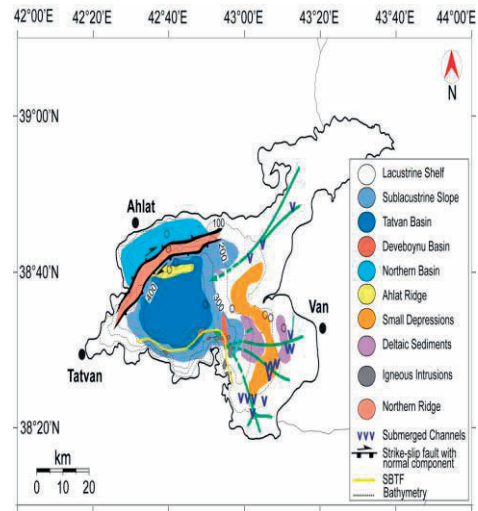 42°00'E 42°20' 42°40' 43°00' 43°20' 43°40' 44°00'E
39°00'N
38°40'N
38°20'N
N
Ahlat
Van
Tatvan
100
200
300
400
km
0 10 20
Lacustrine Shelf
Sublacustrine Slope
Tatvan Basin
Deveboynu Basin
Northern Basin
Ahlat Ridge
Small Depressions
Deltaic Sediments
Igneous Intrusions
Northern Ridge
Submerged Channels
Strike-slip fault with
normal component
SBTF
Bathymetry